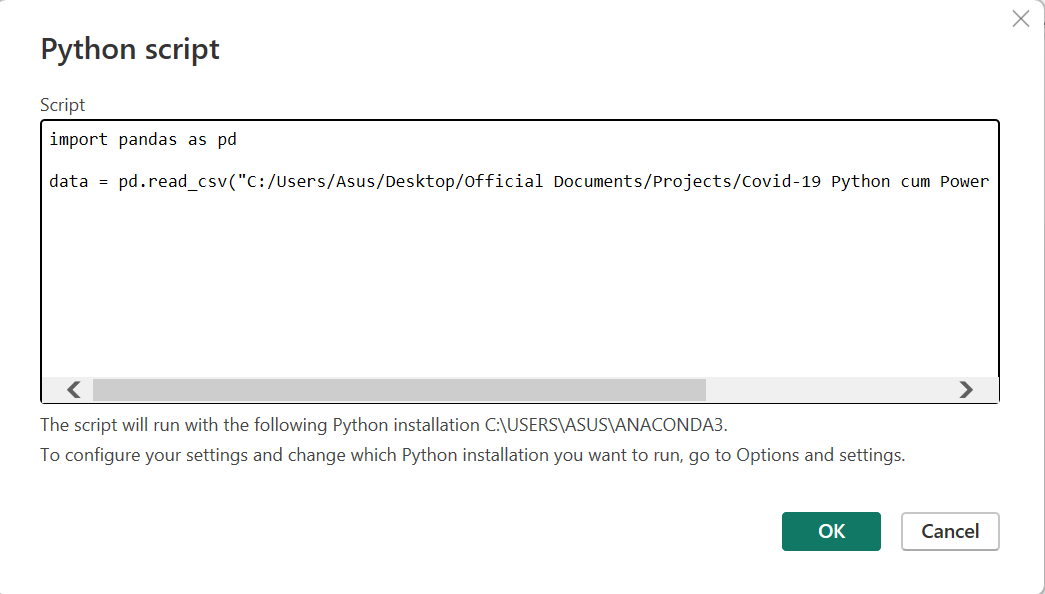 Python script
Script
import pandas as pd
data = pd.read_csv("C:/Users/Asus/Desktop/Official Documents/Projects/Covid-19 Python cum Power
The script will run with the following Python installation C:\USERS\ASUS\ANACONDA3.
To configure your settings and change which Python installation you want to run, go to Options and settings.
OK
Cancel